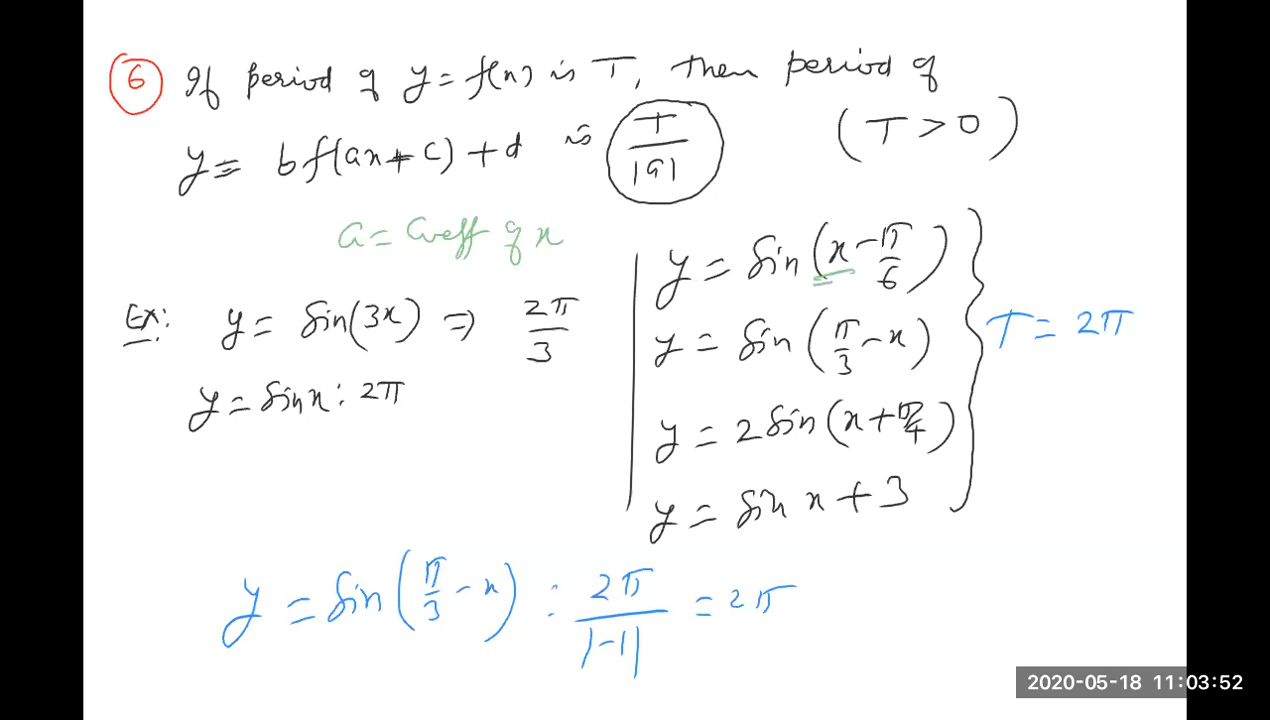 6 If period of y = f(x) is T, then period of
y = b f(ax + c) + d is T/|a| (T > 0)
a = Coeff of x
Ex: y = Sin(3x) ⇒ 2π/3
y = Sinx : 2π
y = Sin(x - π/6)
y = Sin(π/3 - x)
y = 2 Sin(x + π/4)
y = Sin x + 3
T = 2π
y = Sin(π/3 - x) : 2π/|-1| = 2π
2020-05-18 11:03:52